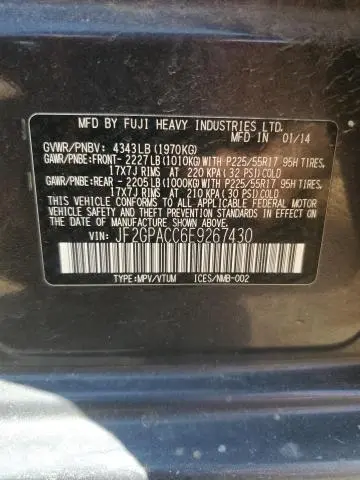 MFD BY FUJI HEAVY INDUSTRIES LTD.
MFD IN 01/14
GVWR/PNBV: 4343LB(1970KG)
GAWR/PNBE:FRONT- 2227LB(1010KG)WITH P225/55R17 95H TIRES,
17X7J RIMS AT 220 KPA(32 PSI)COLD
GAWR/PNBE:REAR - 2205LB(1000KG)WITH P225/55R17 95H TIRES,
17X7J RIMS AT 210 KPA(30 PSI)COLD
THIS VEHICLE CONFORMS TO ALL APPLICABLE FEDERAL MOTOR
VEHICLE SAFETY AND THEFT PREVENTION STANDARDS IN EFFECT
ON THE DATE OF MANUFACTURE SHOWN ABOVE.
VIN: JF2GPACC6E9267430
TYPE:MPV/VTUM ICES/NMB-002